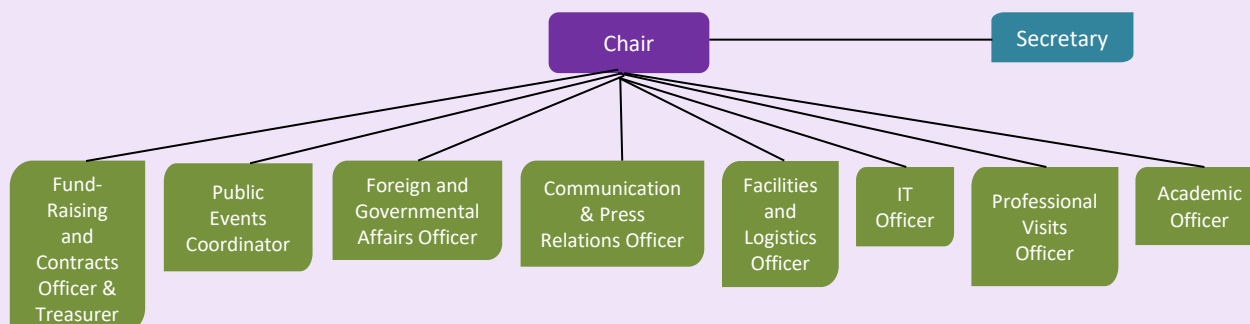 Chair
Secretary
Fund-
Raising
and
Contracts
Officer &
Treasurer
Public
Events
Coordinator
Foreign and
Governmental
Affairs Officer
Communication
& Press
Relations Officer
Facilities
and
Logistics
Officer
IT
Officer
Professional
Visits
Officer
Academic
Officer